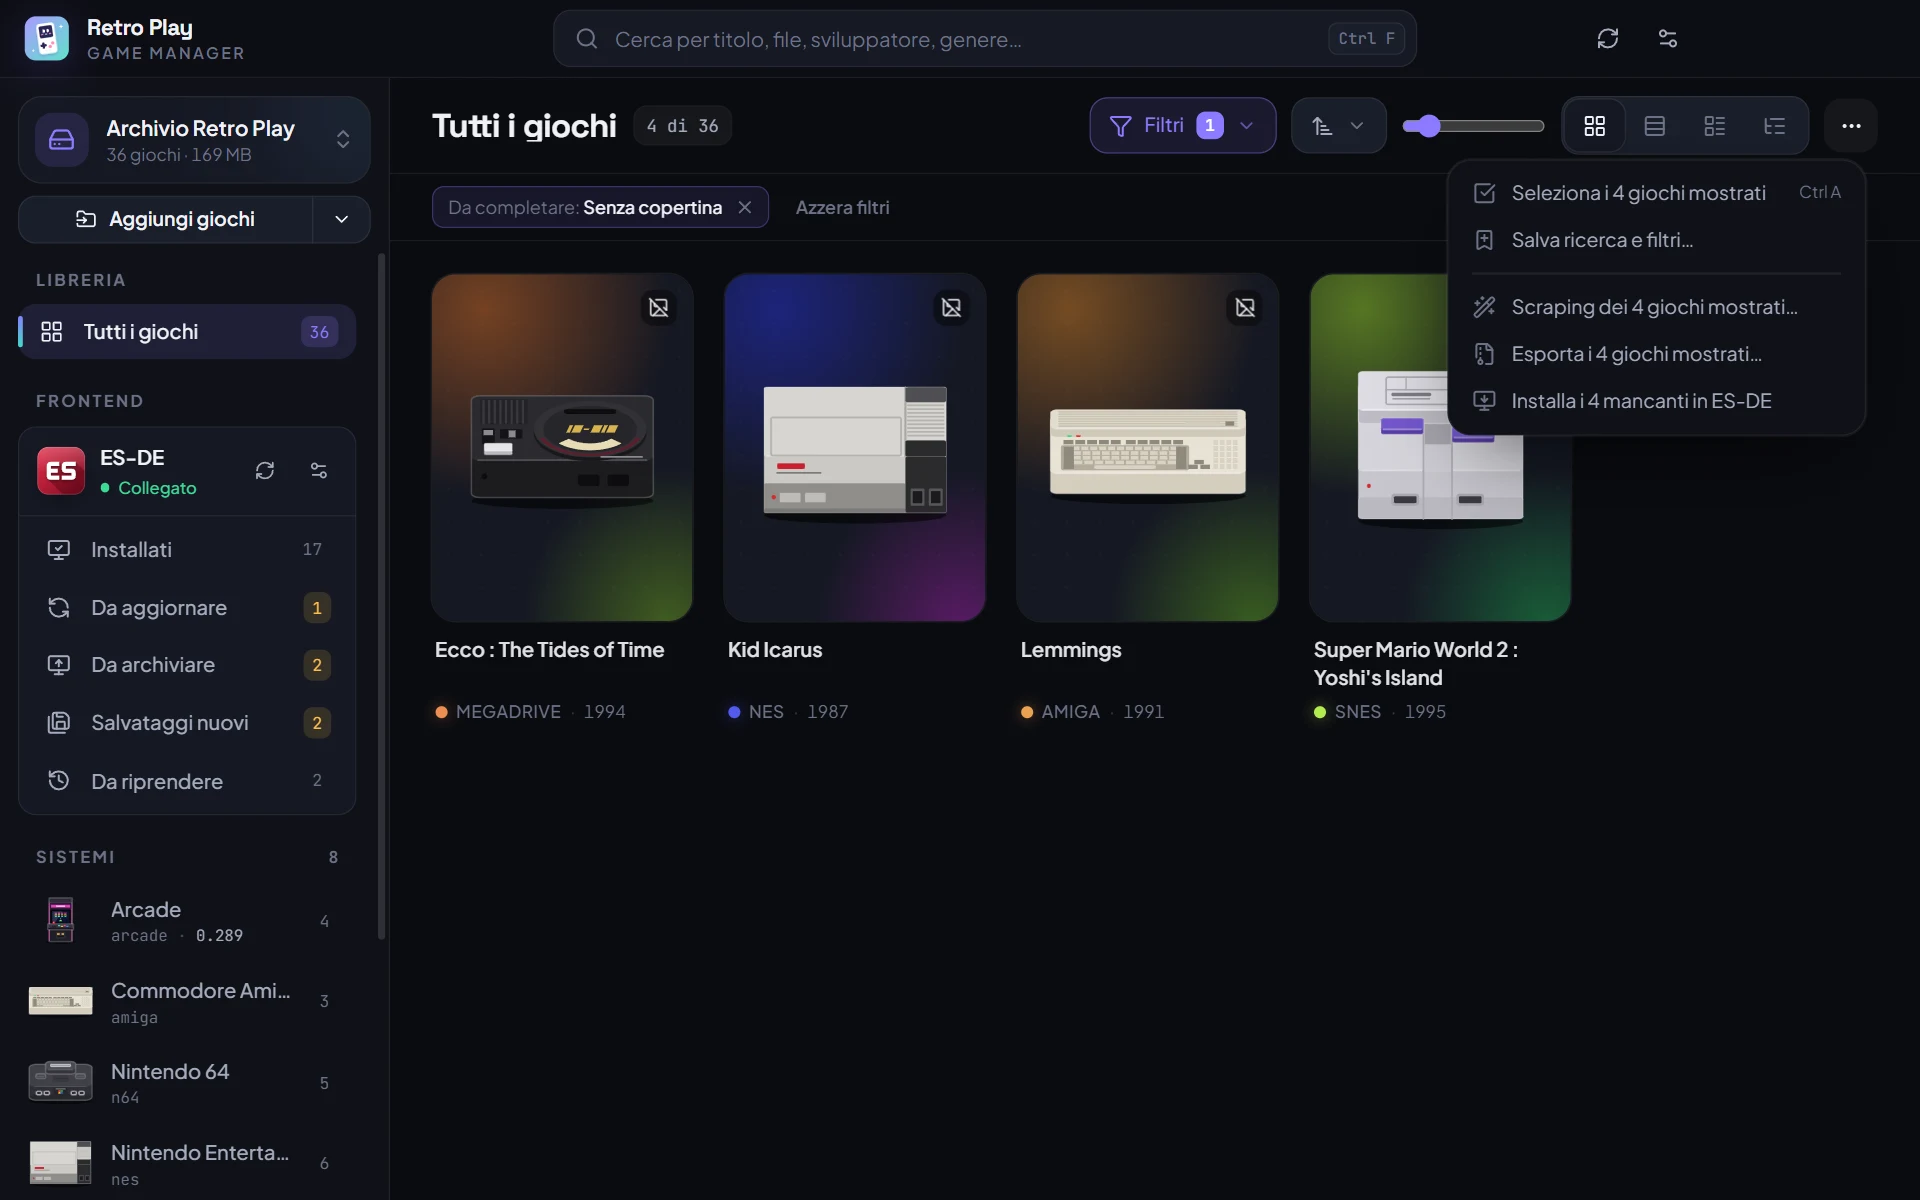 Retro Play
GAME MANAGER
Cerca per titolo, file, sviluppatore, genere...
Ctrl F
Archivio Retro Play
36 giochi · 169 MB
Aggiungi giochi
LIBRERIA
Tutti i giochi
36
FRONTEND
ES
ES-DE
Collegato
Installati
17
Da aggiornare
1
Da archiviare
2
Salvataggi nuovi
2
Da riprendere
2
SISTEMI
8
Arcade
4
arcade · 0.289
Commodore Ami...
3
amiga
Nintendo 64
5
n64
Nintendo Enterta...
6
nes
Tutti i giochi
4 di 36
Filtri
1
Da completare: Senza copertina
Azzera filtri
Seleziona i 4 giochi mostrati
Ctrl A
Salva ricerca e filtri...
Scraping dei 4 giochi mostrati...
Esporta i 4 giochi mostrati...
Installa i 4 mancanti in ES-DE
Ecco : The Tides of Time
MEGADRIVE · 1994
Kid Icarus
NES · 1987
Lemmings
AMIGA · 1991
Super Mario World 2 :
Yoshi's Island
SNES · 1995